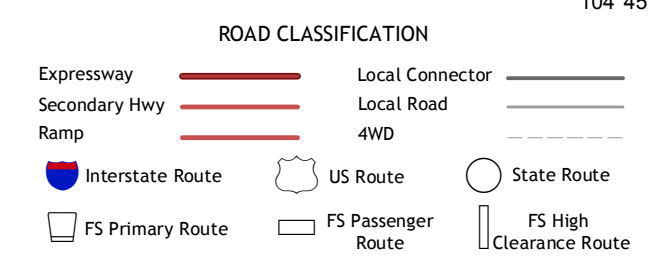 104 45
ROAD CLASSIFICATION
Expressway
Local Connector
Secondary Hwy
Local Road
Ramp
4WD
Interstate Route
US Route
State Route
FS Primary Route
FS Passenger
Route
FS High
Clearance Route